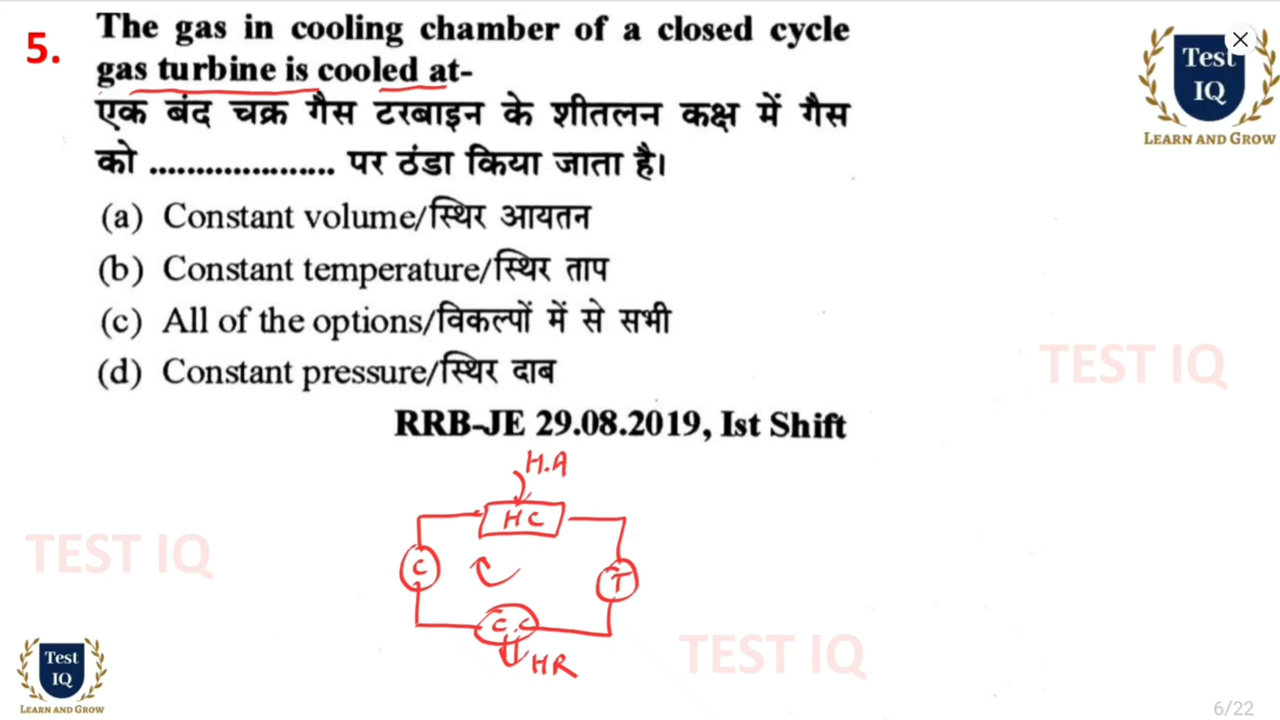 5.
The gas in cooling chamber of a closed cycle
gas turbine is cooled at-
एक बंद चक्र गैस टरबाइन के शीतलन कक्ष में गैस
को ..................... पर ठंडा किया जाता है।
(a) Constant volume/स्थिर आयतन
(b) Constant temperature/स्थिर ताप
(c) All of the options/विकल्पों में से सभी
(d) Constant pressure/स्थिर दाब
RRB-JE 29.08.2019, Ist Shift
H.A
HC
C
T
C.C
HR
Test
IQ
LEARN AND GROW
TEST IQ
TEST IQ
TEST IQ
Test
IQ
LEARN AND GROW
6/22